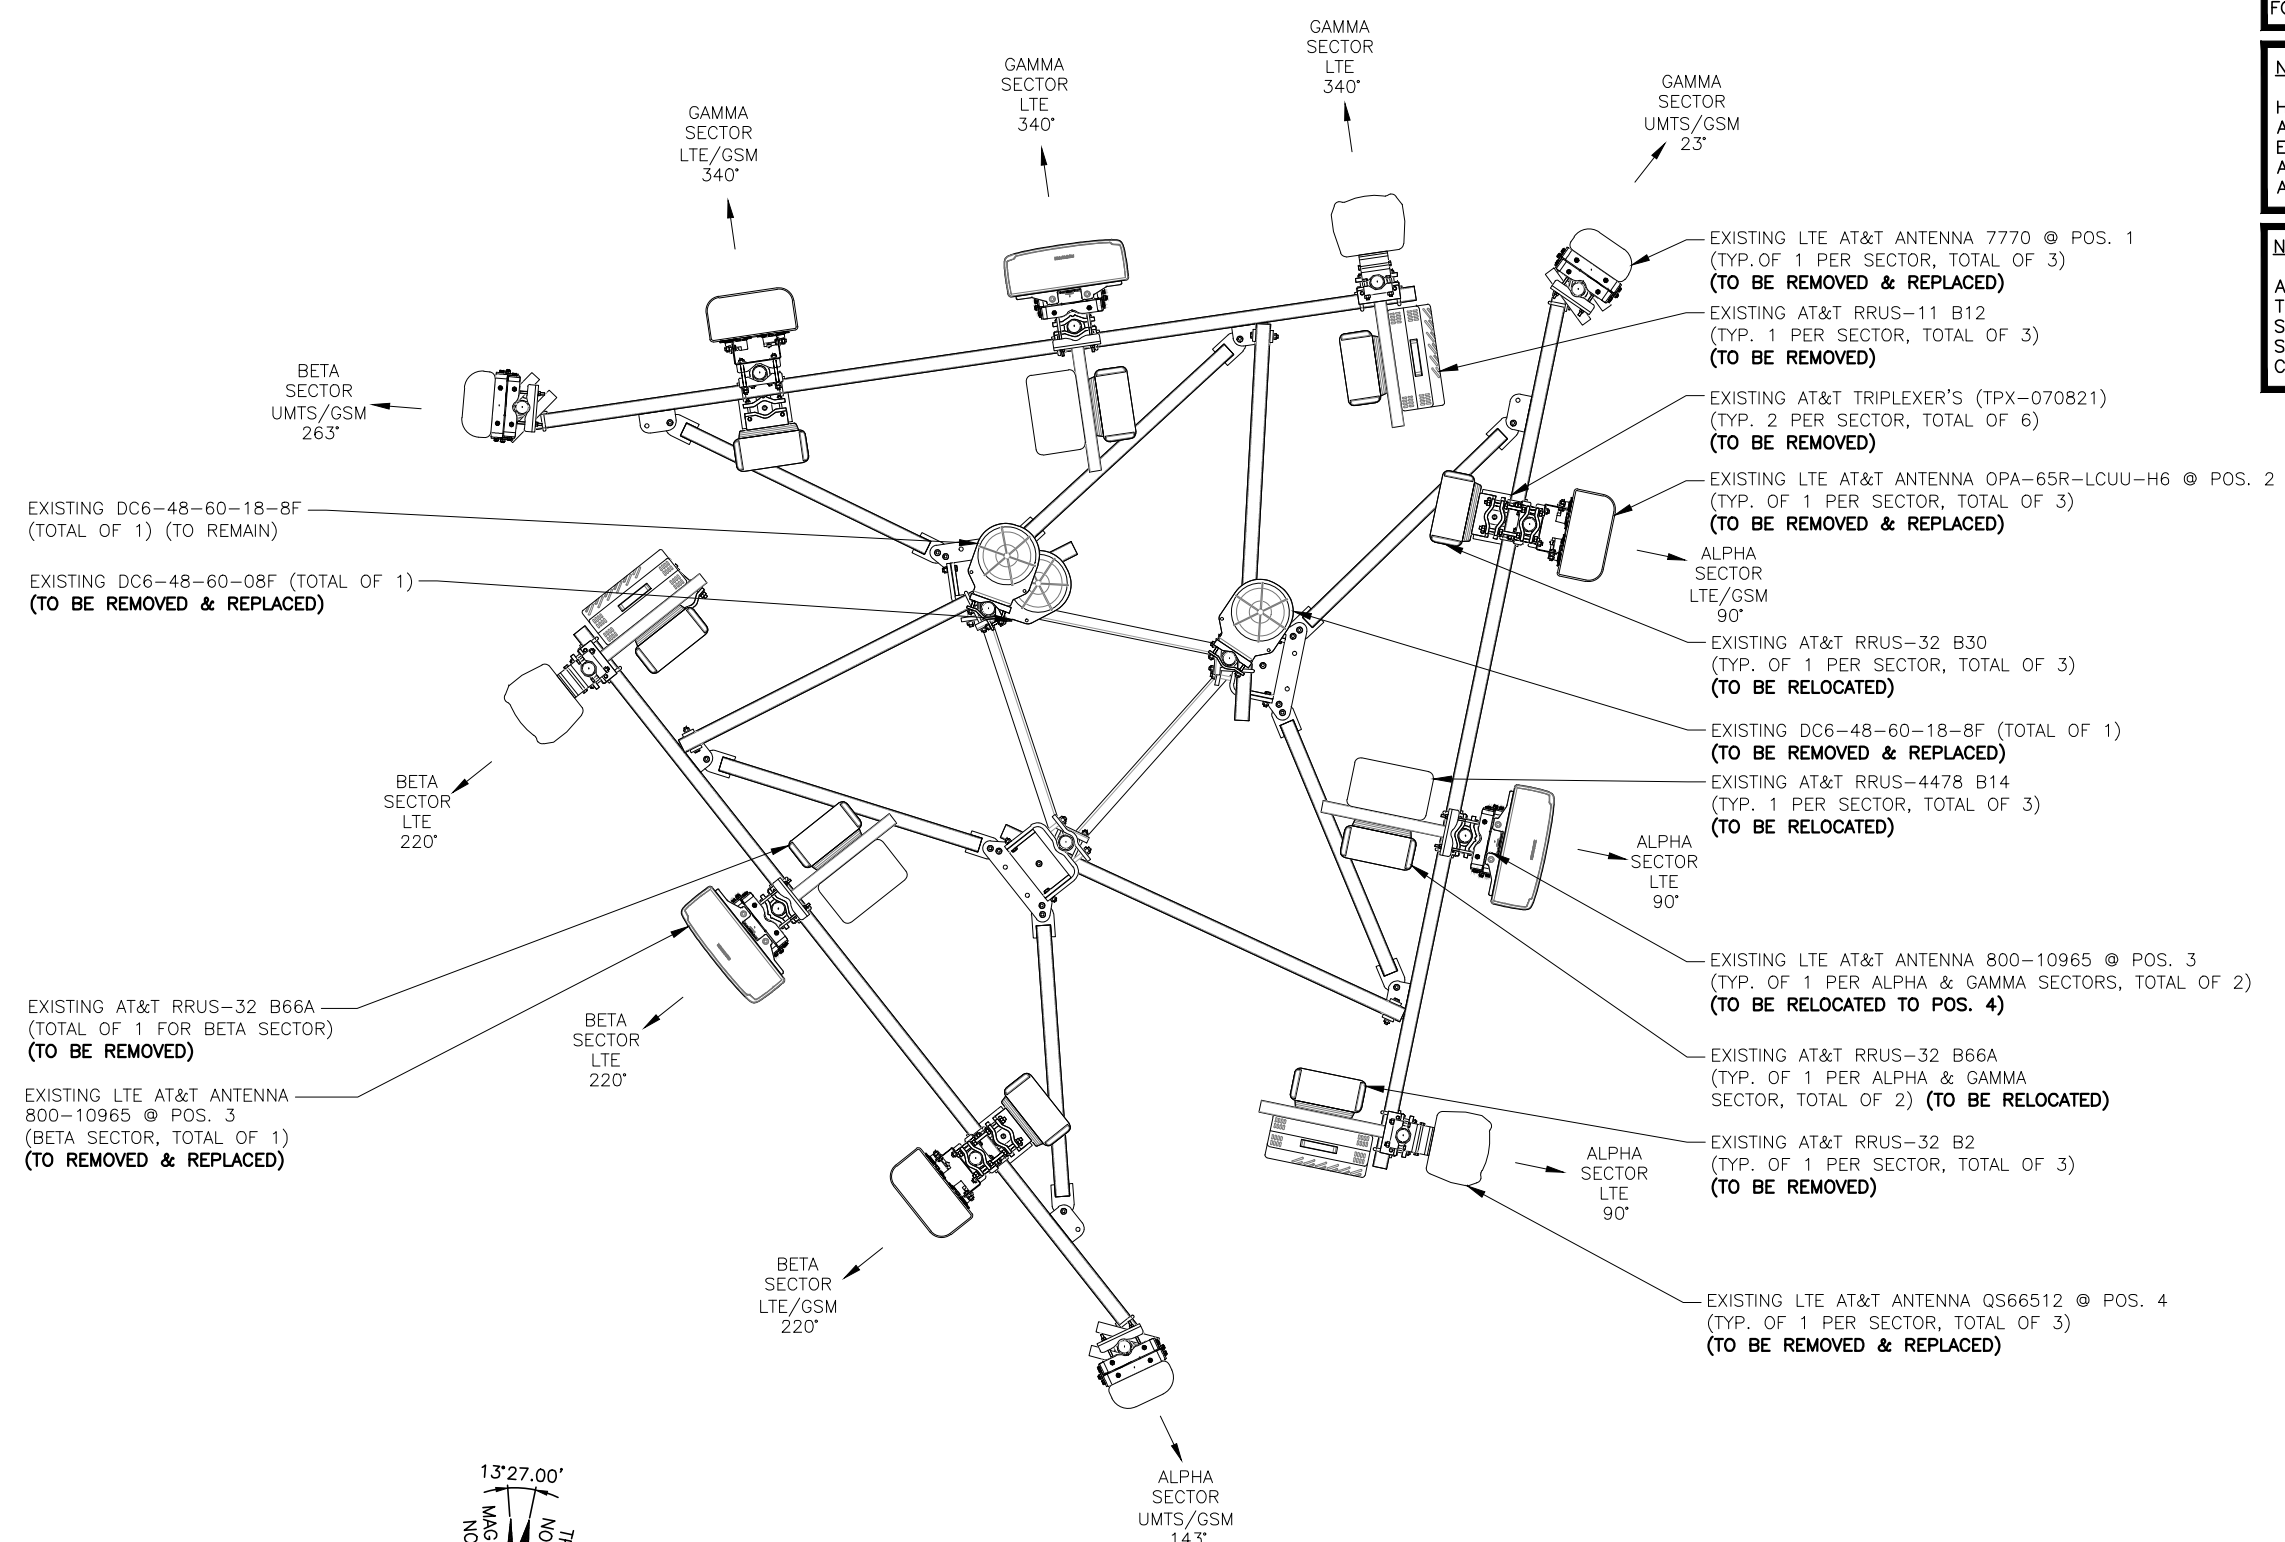 GAMMA
SECTOR
LTE/GSM
340°
GAMMA
SECTOR
LTE
340°
GAMMA
SECTOR
LTE
340°
GAMMA
SECTOR
UMTS/GSM
23°
BETA
SECTOR
UMTS/GSM
263°
EXISTING DC6-48-60-18-8F
(TOTAL OF 1) (TO REMAIN)
EXISTING DC6-48-60-08F (TOTAL OF 1)
(TO BE REMOVED & REPLACED)
BETA
SECTOR
LTE
220°
EXISTING AT&T RRUS-32 B66A
(TOTAL OF 1 FOR BETA SECTOR)
(TO BE REMOVED)
EXISTING LTE AT&T ANTENNA
800-10965 @ POS. 3
(BETA SECTOR, TOTAL OF 1)
(TO REMOVED & REPLACED)
BETA
SECTOR
LTE
220°
BETA
SECTOR
LTE/GSM
220°
EXISTING LTE AT&T ANTENNA 7770 @ POS. 1
(TYP. OF 1 PER SECTOR, TOTAL OF 3)
(TO BE REMOVED & REPLACED)
EXISTING AT&T RRUS-11 B12
(TYP. 1 PER SECTOR, TOTAL OF 3)
(TO BE REMOVED)
EXISTING AT&T TRIPLEXER'S (TPX-070821)
(TYP. 2 PER SECTOR, TOTAL OF 6)
(TO BE REMOVED)
EXISTING LTE AT&T ANTENNA OPA-65R-LCUU-H6 @ POS. 2
(TYP. OF 1 PER SECTOR, TOTAL OF 3)
(TO BE REMOVED & REPLACED)
ALPHA
SECTOR
LTE/GSM
90°
EXISTING AT&T RRUS-32 B30
(TYP. OF 1 PER SECTOR, TOTAL OF 3)
(TO BE RELOCATED)
EXISTING DC6-48-60-18-8F (TOTAL OF 1)
(TO BE REMOVED & REPLACED)
EXISTING AT&T RRUS-4478 B14
(TYP. 1 PER SECTOR, TOTAL OF 3)
(TO BE RELOCATED)
ALPHA
SECTOR
LTE
90°
EXISTING LTE AT&T ANTENNA 800-10965 @ POS. 3
(TYP. OF 1 PER ALPHA & GAMMA SECTORS, TOTAL OF 2)
(TO BE RELOCATED TO POS. 4)
EXISTING AT&T RRUS-32 B66A
(TYP. OF 1 PER ALPHA & GAMMA
SECTOR, TOTAL OF 2) (TO BE RELOCATED)
EXISTING AT&T RRUS-32 B2
(TYP. OF 1 PER SECTOR, TOTAL OF 3)
(TO BE REMOVED)
ALPHA
SECTOR
LTE
90°
EXISTING LTE AT&T ANTENNA QS66512 @ POS. 4
(TYP. OF 1 PER SECTOR, TOTAL OF 3)
(TO BE REMOVED & REPLACED)
ALPHA
SECTOR
UMTS/GSM
143°
13°27.00'
MAG